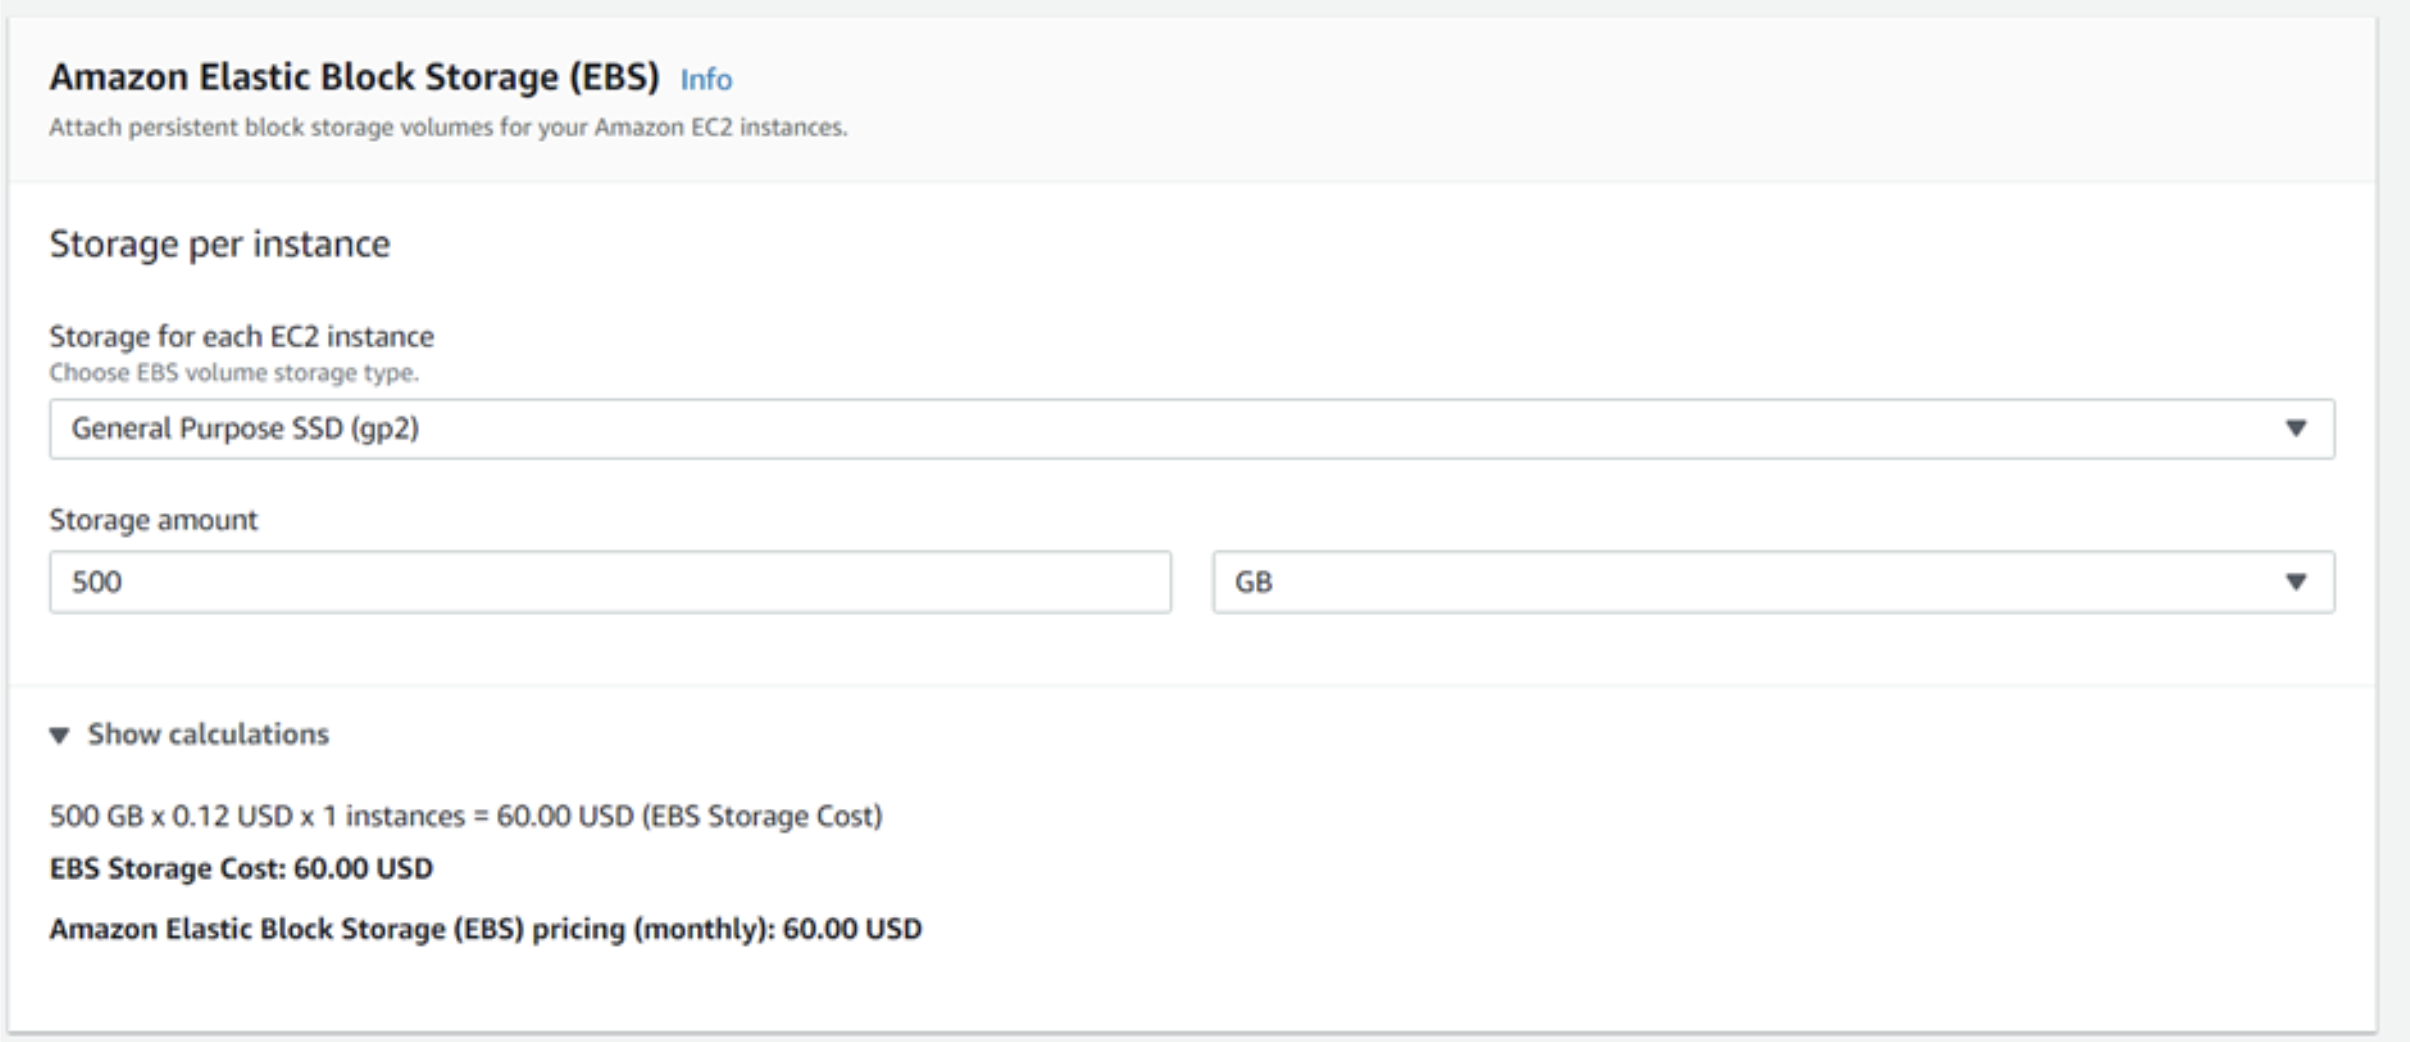 Amazon Elastic Block Storage (EBS) Info
Attach persistent block storage volumes for your Amazon EC2 instances.
Storage per instance
Storage for each EC2 instance
Choose EBS volume storage type.
General Purpose SSD (gp2)
Storage amount
500 GB
Show calculations
500 GB x 0.12 USD x 1 instances = 60.00 USD (EBS Storage Cost)
EBS Storage Cost: 60.00 USD
Amazon Elastic Block Storage (EBS) pricing (monthly): 60.00 USD